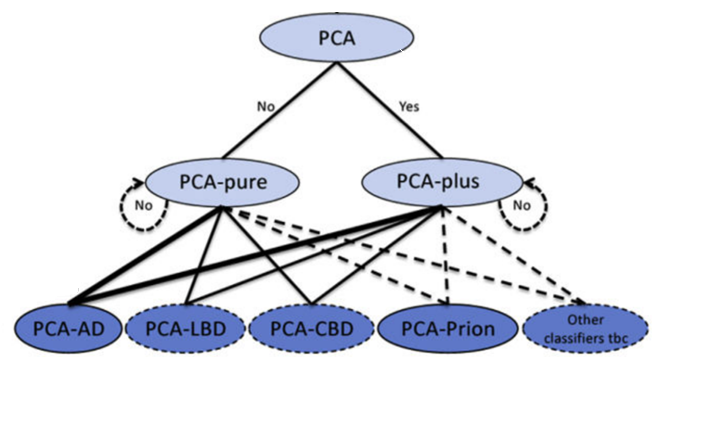 PCA
No
Yes
PCA-pure
PCA-plus
No
No
PCA-AD
PCA-LBD
PCA-CBD
PCA-Prion
Other
classifiers tbc